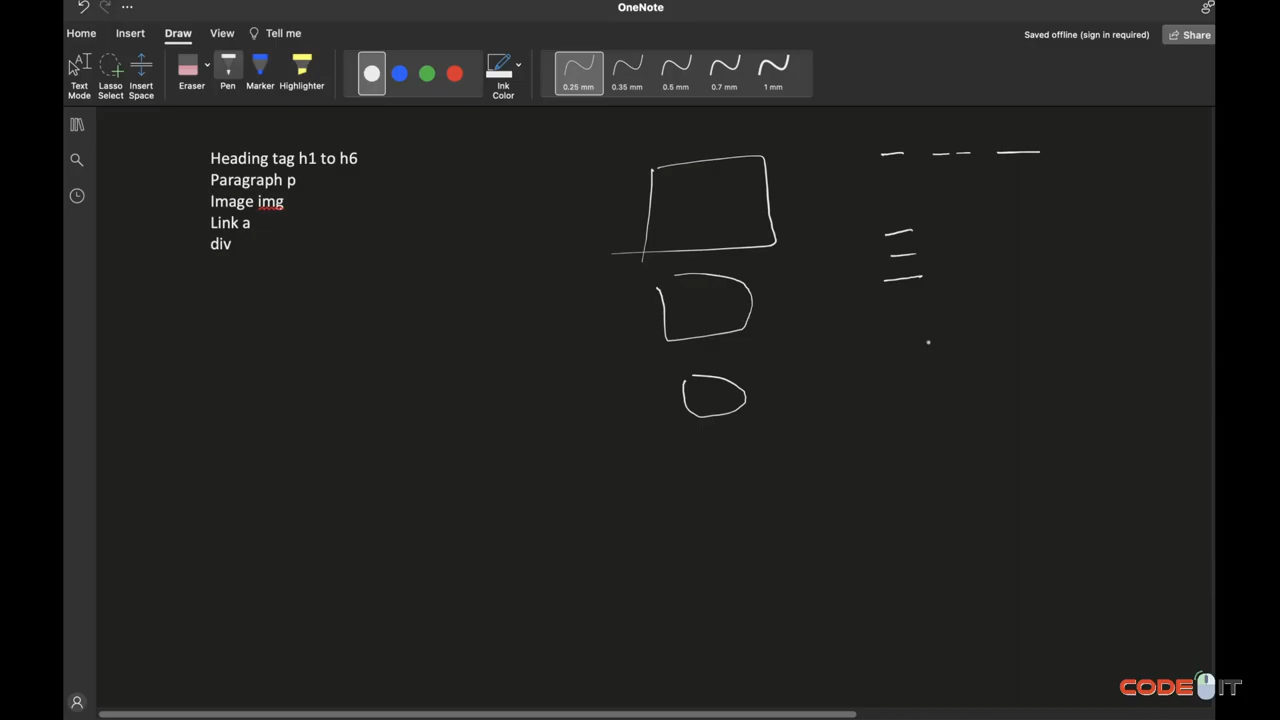 OneNote
Home Insert Draw View Tell me
Saved offline (sign in required)
Share
Text Mode
Lasso Select
Insert Space
Eraser
Pen
Marker
Highlighter
Ink Color
0.25 mm
0.35 mm
0.5 mm
0.7 mm
1 mm
Heading tag h1 to h6
Paragraph p
Image img
Link a
div
CODE IT